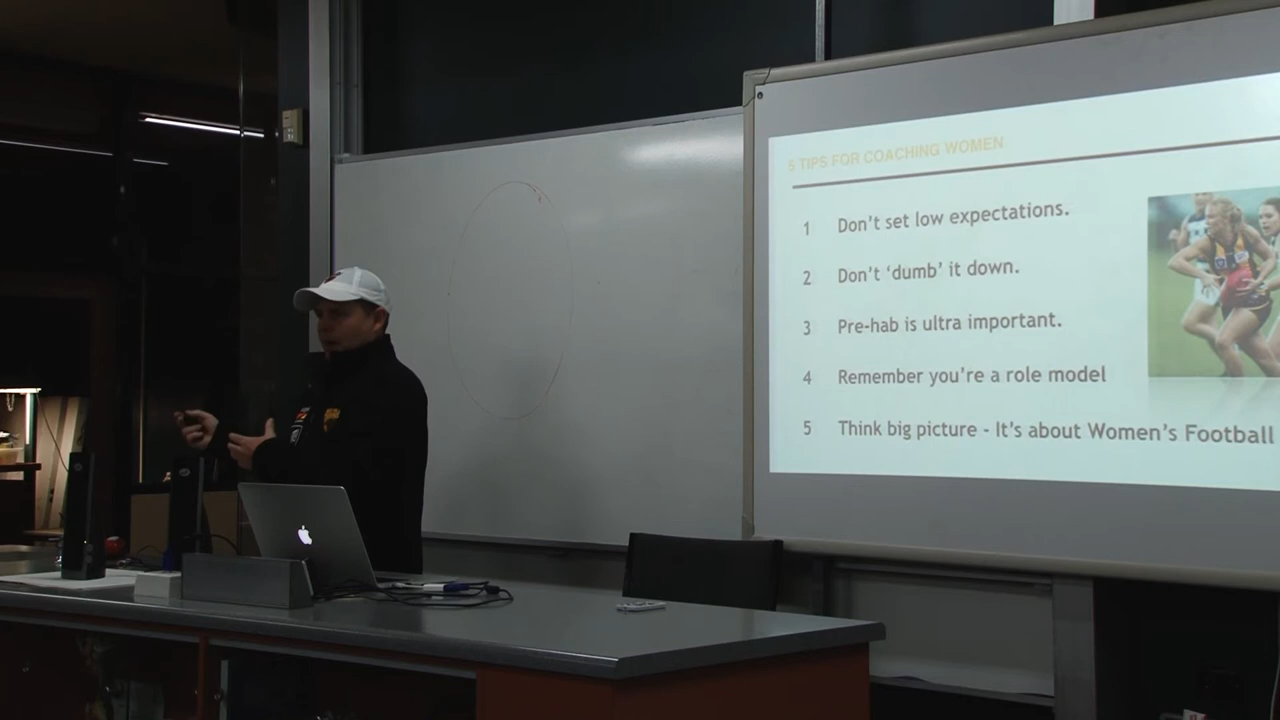 5 TIPS FOR COACHING WOMEN
1 Don't set low expectations.
2 Don't 'dumb' it down.
3 Pre-hab is ultra important.
4 Remember you're a role model
5 Think big picture - It's about Women's Football